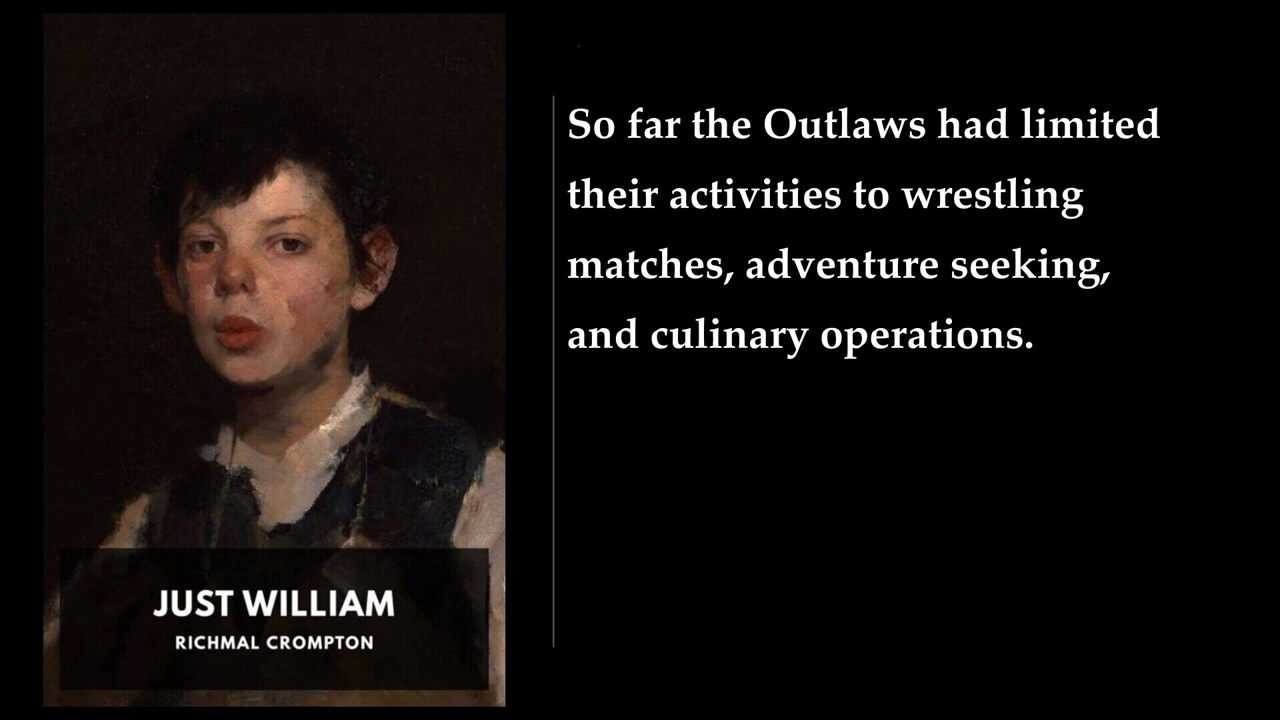 So far the Outlaws had limited
their activities to wrestling
matches, adventure seeking,
and culinary operations.
JUST WILLIAM
RICHMAL CROMPTON